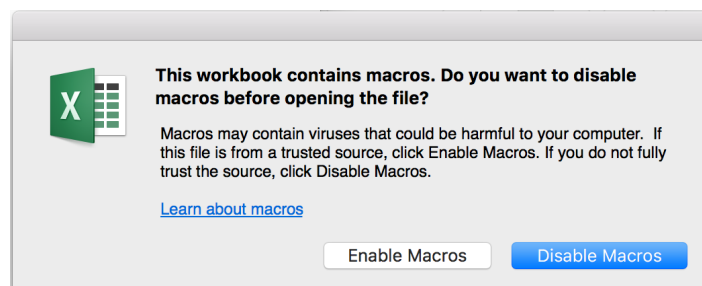 This workbook contains macros. Do you want to disable
macros before opening the file?
Macros may contain viruses that could be harmful to your computer.  If
this file is from a trusted source, click Enable Macros. If you do not fully
trust the source, click Disable Macros.
Learn about macros
Enable Macros
Disable Macros
X